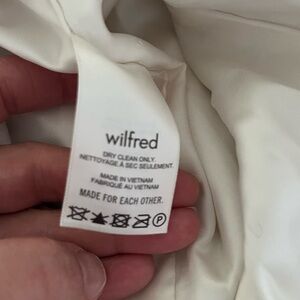 wilfred
DRY CLEAN ONLY.
NETTOYAGE À SEC SEULEMENT.
MADE IN VIETNAM
FABRIQUÉ AU VIETNAM
MADE FOR EACH OTHER.
P